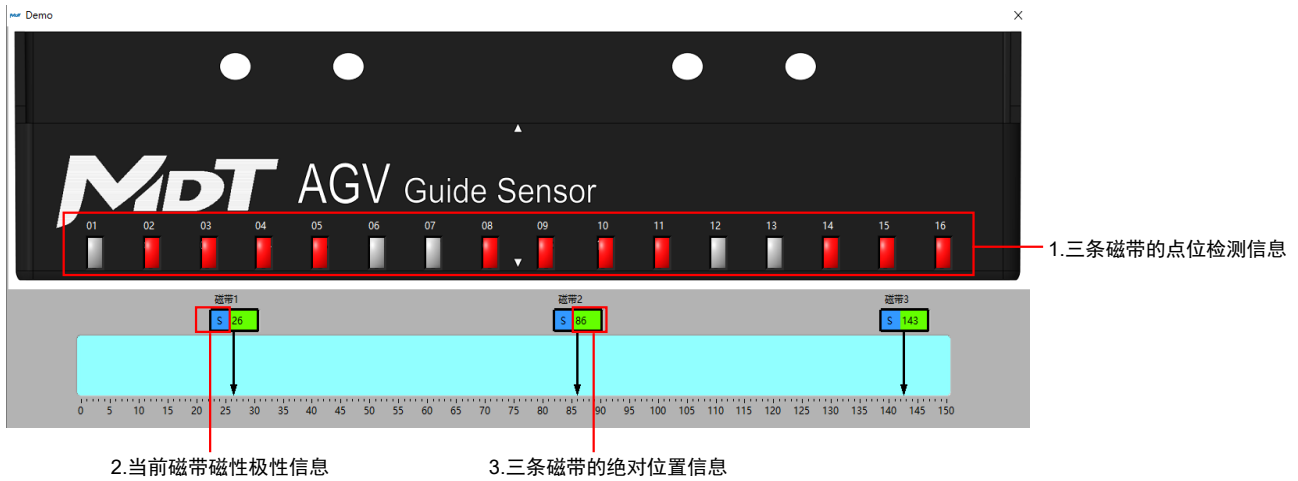 MDT Demo
MDT AGV Guide Sensor
01 02 03 04 05 06 07 08 09 10 11 12 13 14 15 16
1.三条磁带的点位检测信息
磁带1 磁带2 磁带3
S 26 S 86 S 143
0 5 10 15 20 25 30 35 40 45 50 55 60 65 70 75 80 85 90 95 100 105 110 115 120 125 130 135 140 145 150
2.当前磁带磁性极性信息 3.三条磁带的绝对位置信息